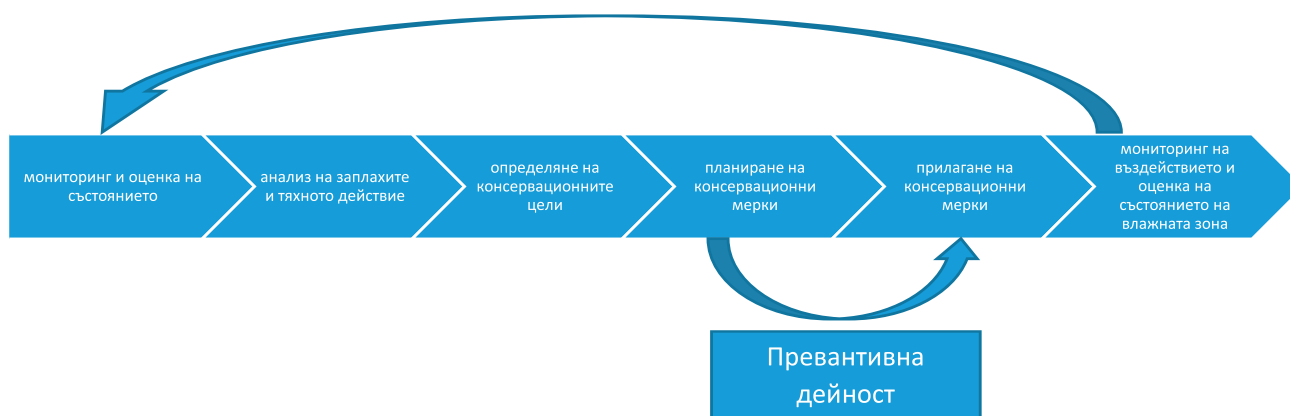 мониторинг и оценка на
състоянието
анализ на заплахите
и тяхното действие
определяне на
консервационните
цели
планиране на
консервационни
мерки
прилагане на
консервационни
мерки
мониторинг на
въздействието и
оценка на
състоянието на
влажната зона
Превантивна
дейност